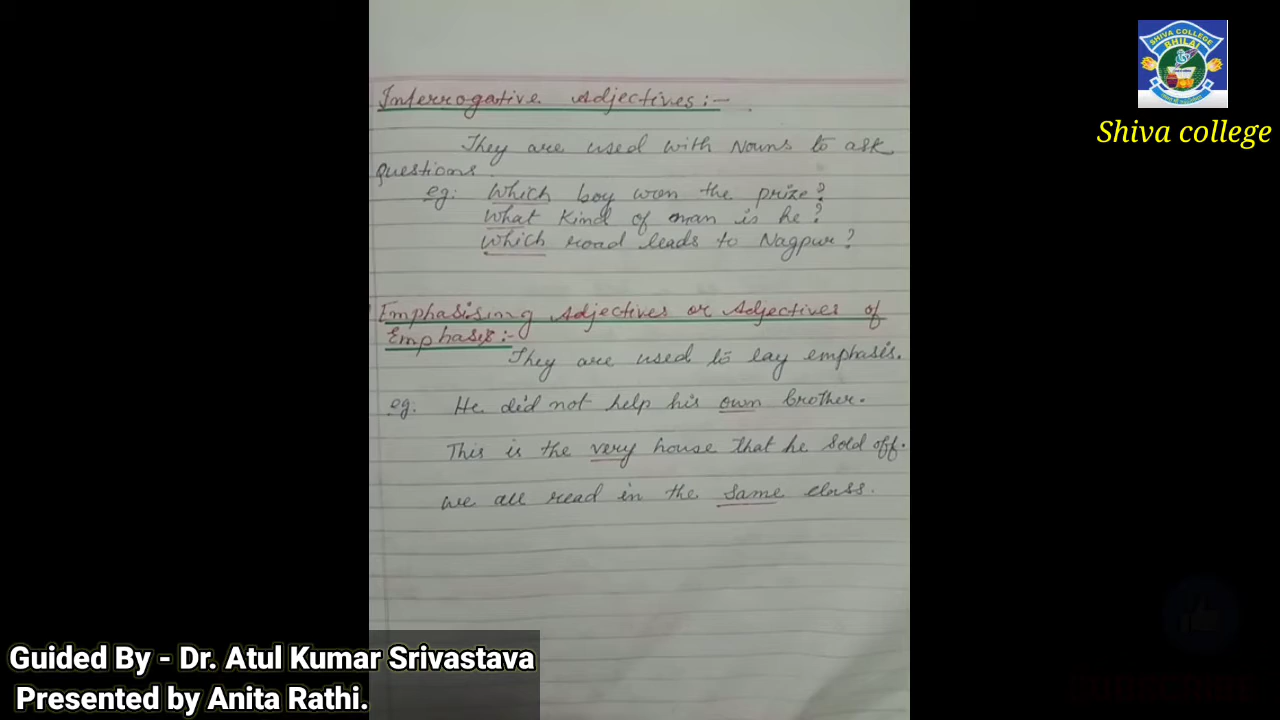 SHIVA COLLEGE
BHILAI
Shiva college
Interrogative Adjectives :-
They are used with Nouns to ask
questions.
eg: Which boy won the prize?
What kind of man is he?
Which road leads to Nagpur?
Emphasising Adjectives or Adjectives of
Emphasis:-
They are used to lay emphasis.
eg: He did not help his own brother.
This is the very house that he sold off.
we all read in the same class.
Guided By - Dr. Atul Kumar Srivastava
Presented by Anita Rathi.